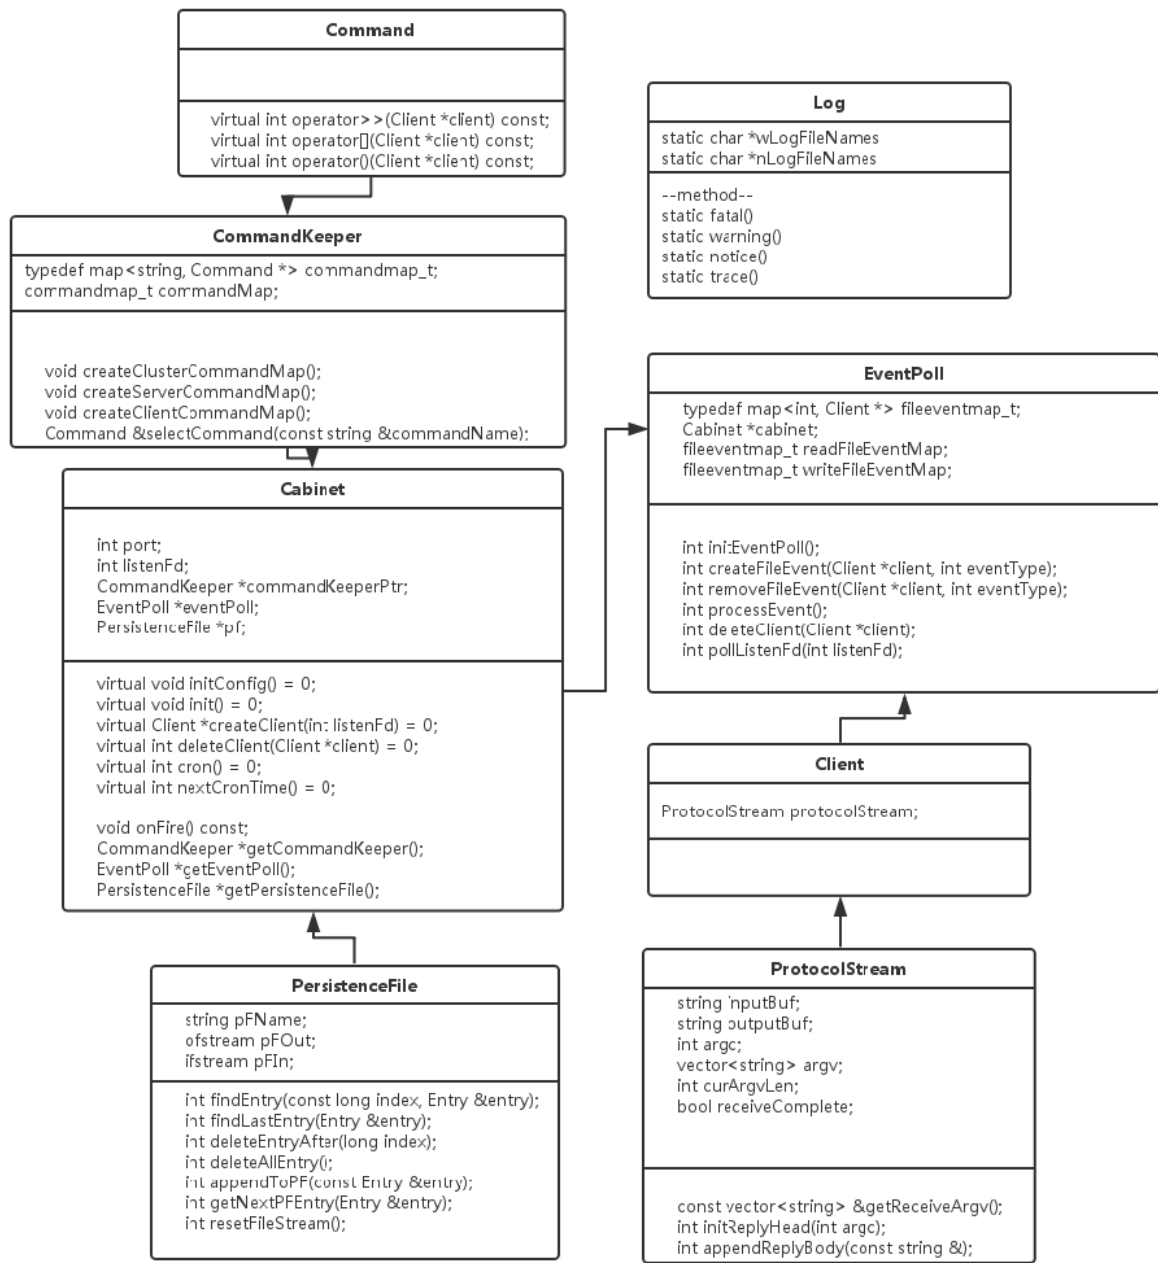 Command
virtual int operator>>(Client *client) const;
virtual int operator[](Client *client) const;
virtual int operator()(Client *client) const;
Log
static char *wLogFileNames
static char *nLogFileNames
--method--
static fatal()
static warning()
static notice()
static trace()
CommandKeeper
typedef map<string, Command *> commandmap_t;
commandmap_t commandMap;
void createClusterCommandMap();
void createServerCommandMap();
void createClientCommandMap();
Command &selectCommand(const string &commandName);
EventPoll
typedef map<int, Client *> fileeventmap_t;
Cabinet *cabinet;
fileeventmap_t readFileEventMap;
fileeventmap_t writeFileEventMap;
int initEventPoll();
int createFileEvent(Client *client, int eventType);
int removeFileEvent(Client *client, int eventType);
int processEvent();
int deleteClient(Client *client);
int pollListenFd(int listenFd);
Cabinet
int port;
int listenFd;
CommandKeeper *commandKeeperPtr;
EventPoll *eventPoll;
PersistenceFile *pf;
virtual void initConfig() = 0;
virtual void init() = 0;
virtual Client *createClient(int listenFd) = 0;
virtual int deleteClient(Client *client) = 0;
virtual int cron() = 0;
virtual int nextCronTime() = 0;
void onFire() const;
CommandKeeper *getCommandKeeper();
EventPoll *getEventPoll();
PersistenceFile *getPersistenceFile();
Client
ProtocolStream protocolStream;
PersistenceFile
string pFName;
ofstream pFOut;
ifstream pFIn;
int findEntry(const long index, Entry &entry);
int findLastEntry(Entry &entry);
int deleteEntryAfter(long index);
int deleteAllEntry();
int appendToPF(const Entry &entry);
int getNextPFEntry(Entry &entry);
int resetFileStream();
ProtocolStream
string inputBuf;
string outputBuf;
int argc;
vector<string> argv;
int curArgvLen;
bool receiveComplete;
const vector<string> &getReceiveArgv();
int initReplyHead(int argc);
int appendReplyBody(const string &);